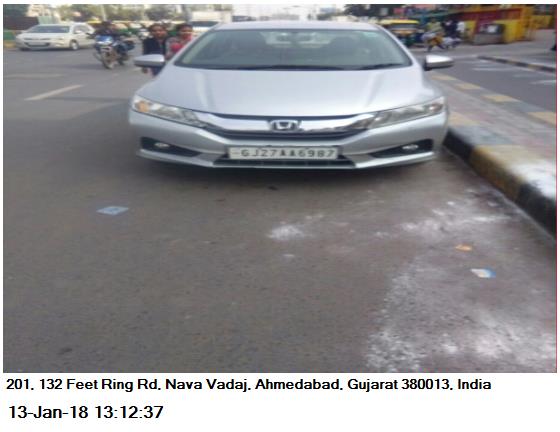 GJ27AA6987
201, 132 Feet Ring Rd, Nava Vadaj, Ahmedabad, Gujarat 380013, India
13-Jan-18 13:12:37